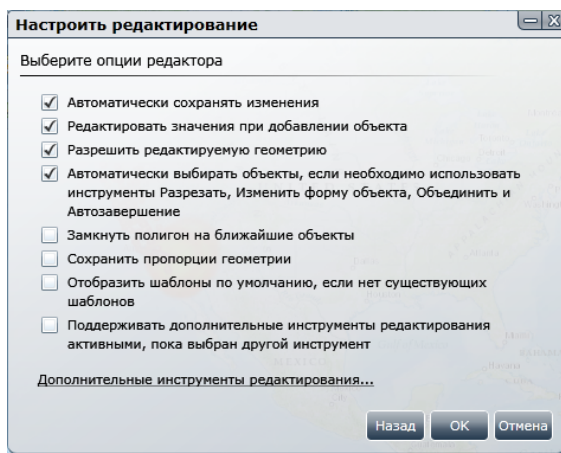 Настроить редактирование
Выберите опции редактора
Автоматически сохранять изменения
Редактировать значения при добавлении объекта
Разрешить редактируемую геометрию
Автоматически выбирать объекты, если необходимо использовать
инструменты Разрезать, Изменить форму объекта, Объединить и
Автозавершение
Замкнуть полигон на ближайшие объекты
Сохранить пропорции геометрии
Отобразить шаблоны по умолчанию, если нет существующих
шаблонов
Поддерживать дополнительные инструменты редактирования
активными, пока выбран другой инструмент
MEXICO
Дополнительные инструменты редактирования...
Назад OK Отмена